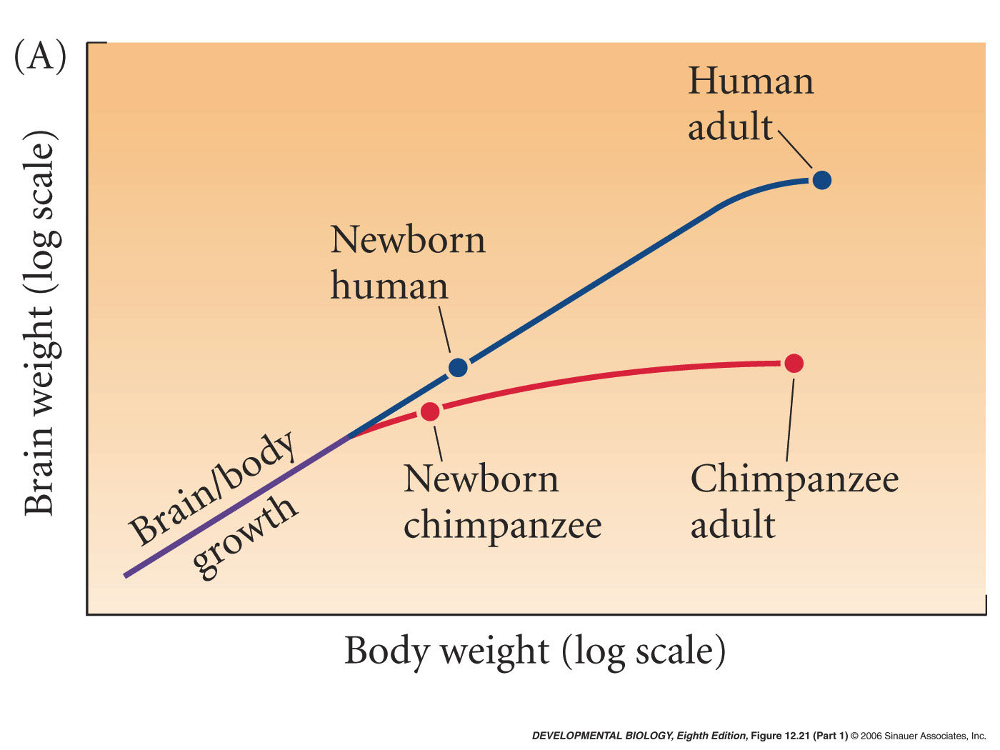 (A)
Brain weight (log scale)
Human
adult
Newborn
human
Brain/body
growth
Newborn
chimpanzee
Chimpanzee
adult
Body weight (log scale)
DEVELOPMENTAL BIOLOGY, Eighth Edition, Figure 12.21 (Part 1) © 2006 Sinauer Associates, Inc.